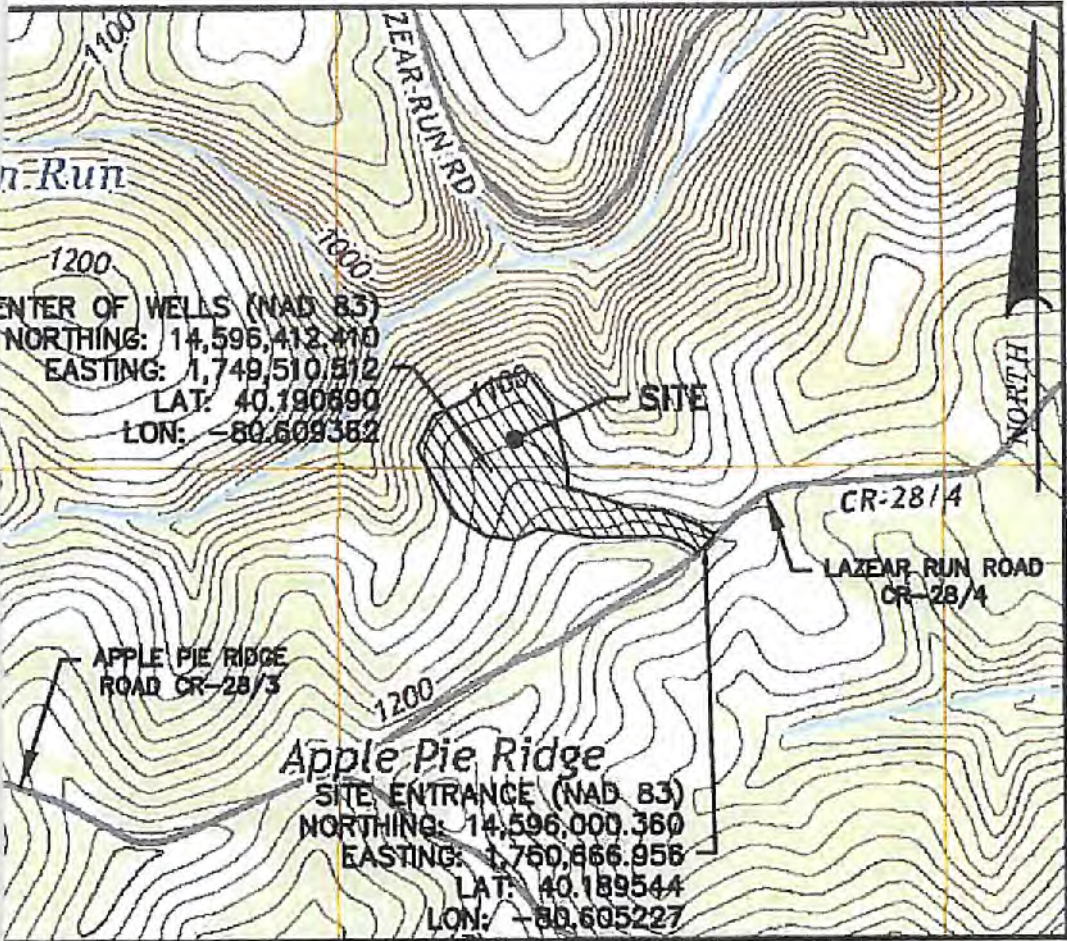 1100
ZEAR-RUN-RD
n-Run
1000
1200
ENTER OF WELLS (NAD 83)
NORTHING: 14,596,412.410
EASTING: 1,749,510.512
LAT: 40.190690
LON: -80.609362
1100
SITE
NORTH
CR-28/4
LAZEAR RUN ROAD
CR-28/4
APPLE PIE RIDGE
ROAD CR-28/3
1200
Apple Pie Ridge
SITE ENTRANCE (NAD 83)
NORTHING: 14,596,000.360
EASTING: 1,750,666.956
LAT: 40.189544
LON: -80.605227